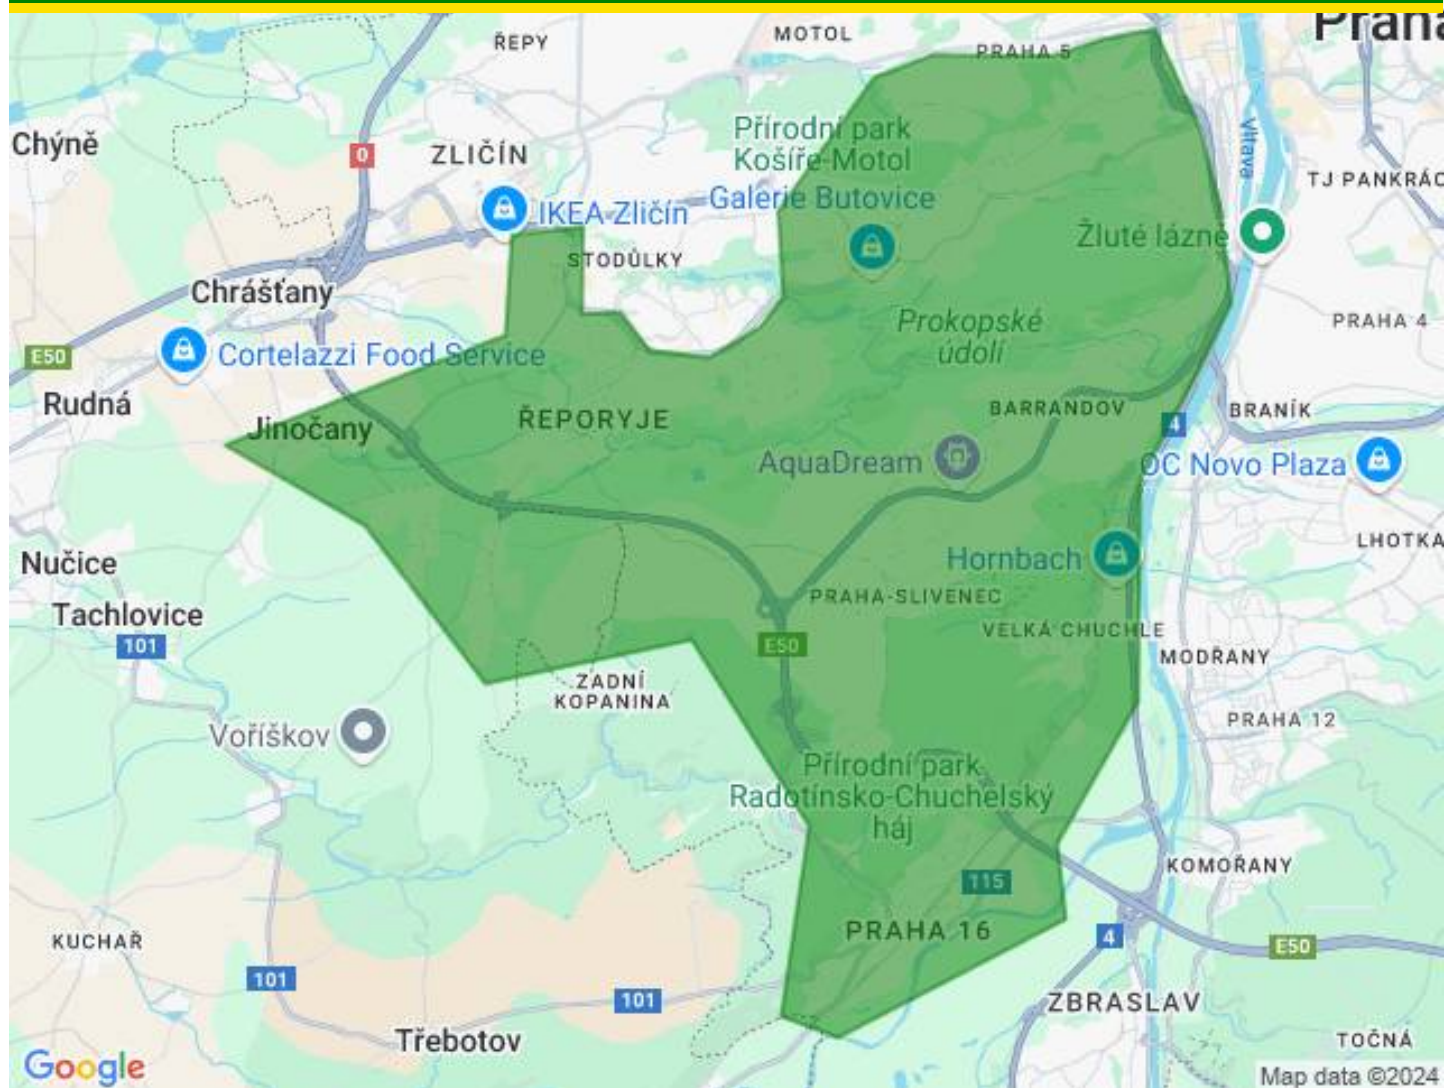 Praha
ŘEPY
MOTOL
PRAHA 5
Chýně
0
ZLIČÍN
Přírodní park
Košíře-Motol
Vltava
TJ PANKRÁC
IKEA Zličín
Galerie Butovice
Žluté lázně
STODŮLKY
Chrášťany
Prokopské
údolí
PRAHA 4
E50
Cortelazzi Food Service
Rudná
Jinočany
ŘEPORYJE
BARRANDOV
BRANÍK
4
AquaDream
OC Novo Plaza
Nučice
Hornbach
LHOTKA
Tachlovice
PRAHA-SLIVENEC
101
E50
VELKÁ CHUCHLE
MODŘANY
ZADNÍ
KOPANINA
PRAHA 12
Voříškov
Přírodní park
Radotínsko-Chuchelský
háj
KOMOŘANY
115
KUCHAŘ
PRAHA 16
4
E50
101
101
ZBRASLAV
Třebotov
TOČNÁ
Google
Map data ©2024